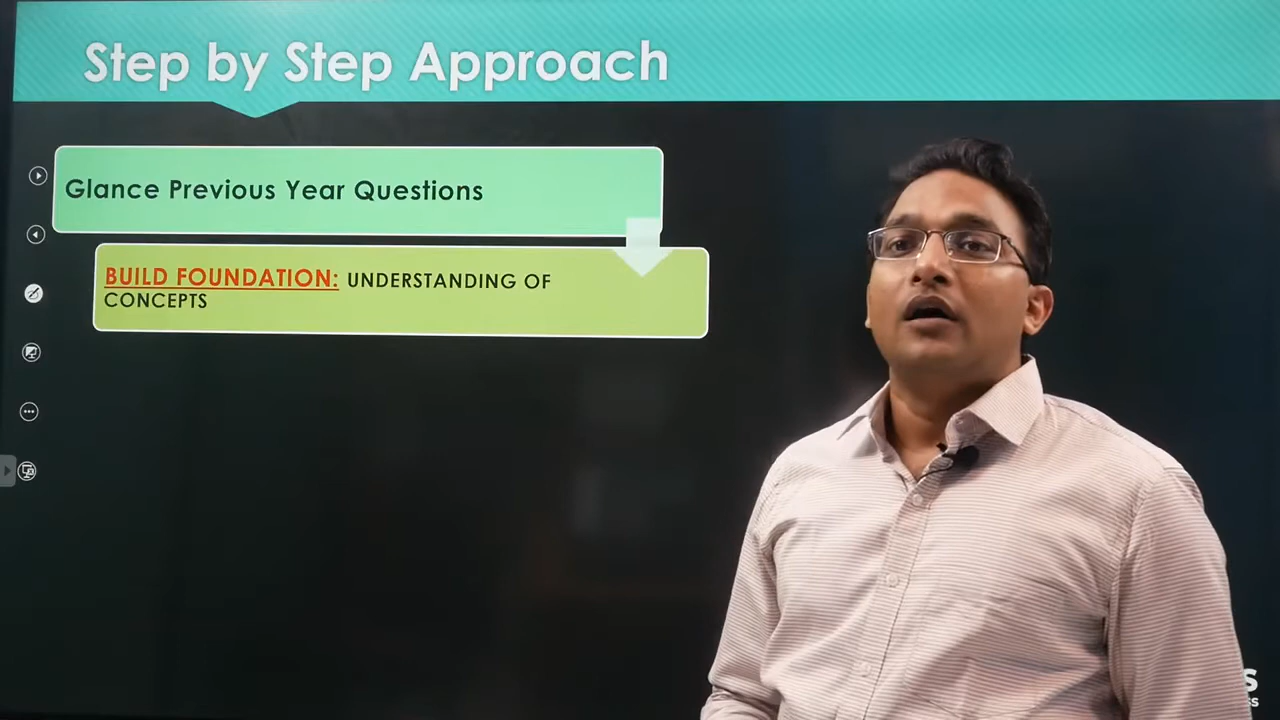 Step by Step Approach
Glance Previous Year Questions
BUILD FOUNDATION: UNDERSTANDING OF
CONCEPTS